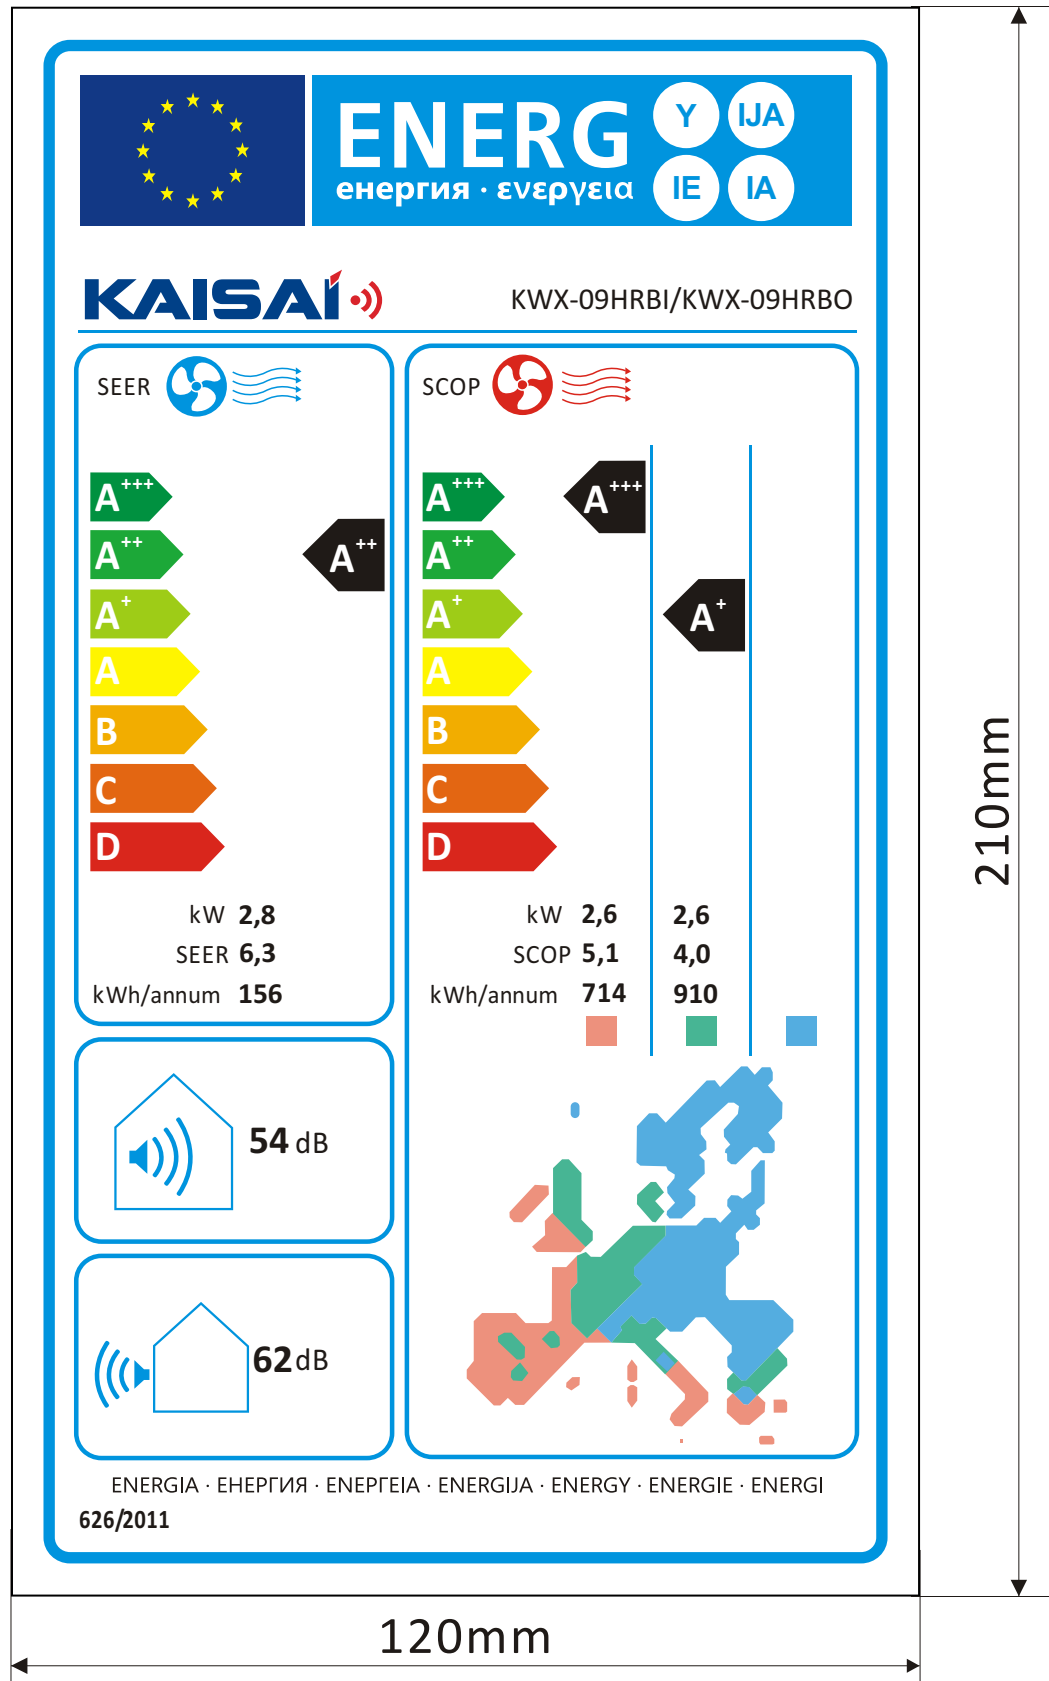 ENERG
енергия · ενεργεια
Y
IJA
IE
IA
KAISAI
KWX-09HRBI/KWX-09HRBO
SEER
A+++
A++
A+
A
B
C
D
A++
kW 2,8
SEER 6,3
kWh/annum 156
SCOP
A+++
A++
A+
A
B
C
D
A+++
A+
kW 2,6 2,6
SCOP 5,1 4,0
kWh/annum 714 910
54 dB
62 dB
ENERGIA · ЕНЕРГИЯ · ΕΝΕΡΓΕΙΑ · ENERGIJA · ENERGY · ENERGIE · ENERGI
626/2011
210mm
120mm